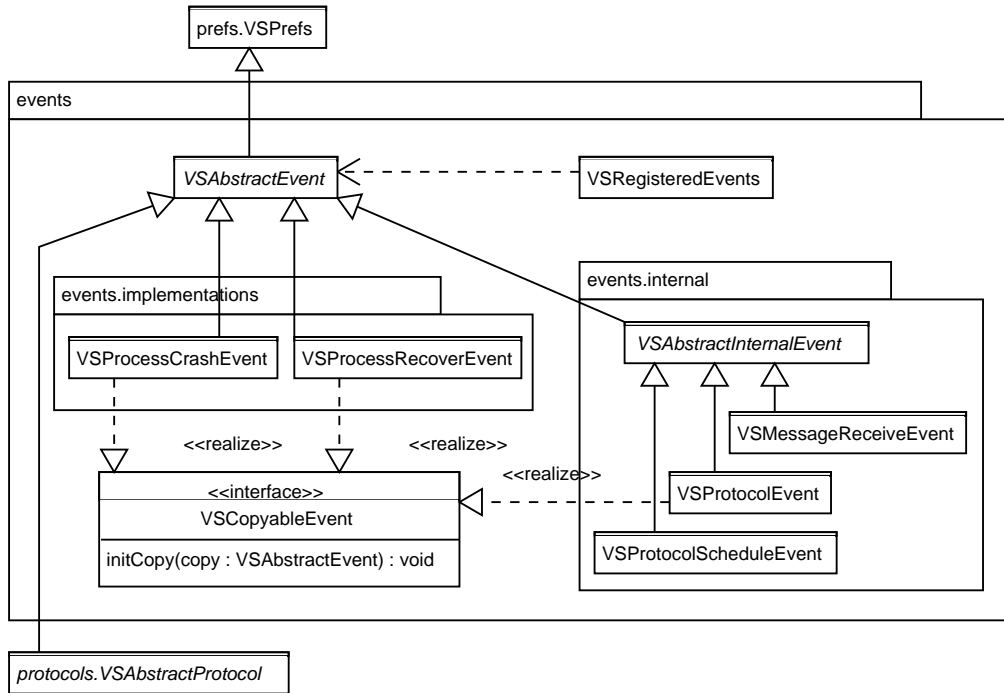 prefs.VSPrefs
events
VSAbstractEvent
VSRegisteredEvents
events.implementations
events.internal
VSProcessCrashEvent
VSProcessRecoverEvent
VSAbstractInternalEvent
VSMessageReceiveEvent
<<realize>>
<<realize>>
<<realize>>
<<interface>>
VSCopyableEvent
VSProtocolEvent
initCopy(copy : VSAbstractEvent) : void
VSProtocolScheduleEvent
protocols.VSAbstractProtocol